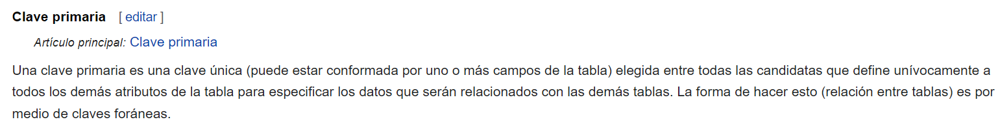 Clave primaria [ editar ]
Artículo principal: Clave primaria
Una clave primaria es una clave única (puede estar conformada por uno o más campos de la tabla) elegida entre todas las candidatas que define unívocamente a
todos los demás atributos de la tabla para especificar los datos que serán relacionados con las demás tablas. La forma de hacer esto (relación entre tablas) es por
medio de claves foráneas.